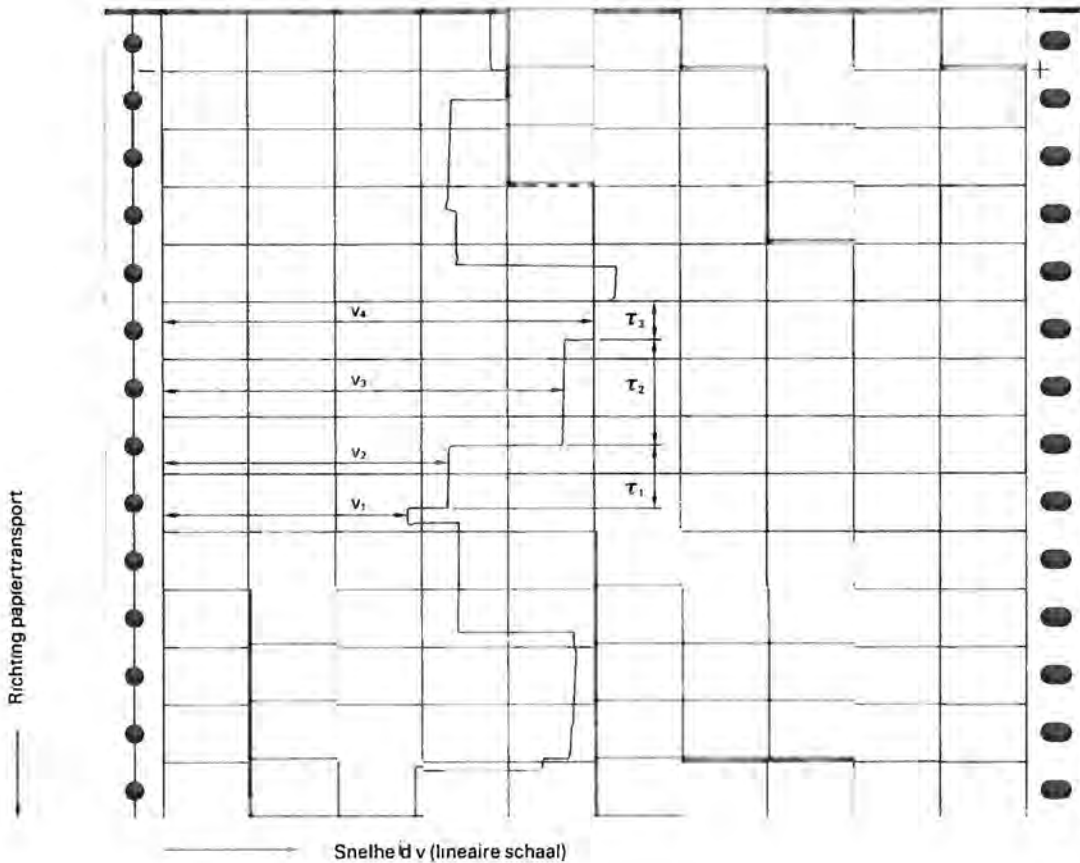 − +
v₄
τ₃
v₃
τ₂
v₂
τ₁
v₁
Richting papiertransport
Snelheid v (lineaire schaal)